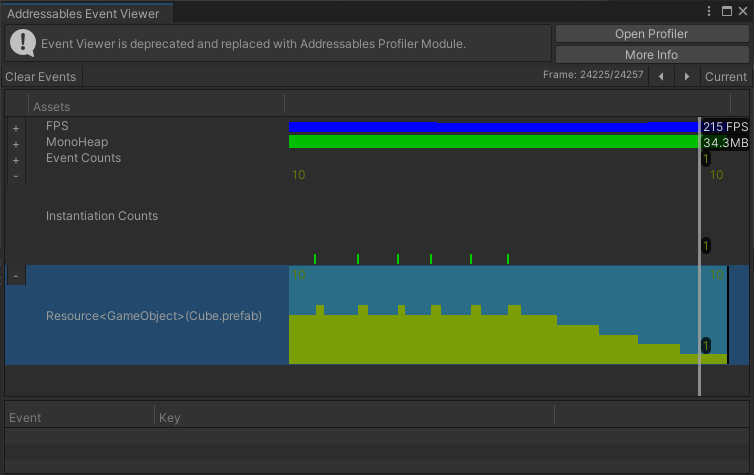 Addressables Event Viewer
Event Viewer is deprecated and replaced with Addressables Profiler Module.
Open Profiler
More Info
Clear Events
Frame: 24225/24257
Current
Assets
+ FPS 215 FPS
+ MonoHeap 34.3MB
+ Event Counts 1
- 10 10
Instantiation Counts
1
- 10 10
Resource<GameObject>(Cube.prefab)
1
Event Key